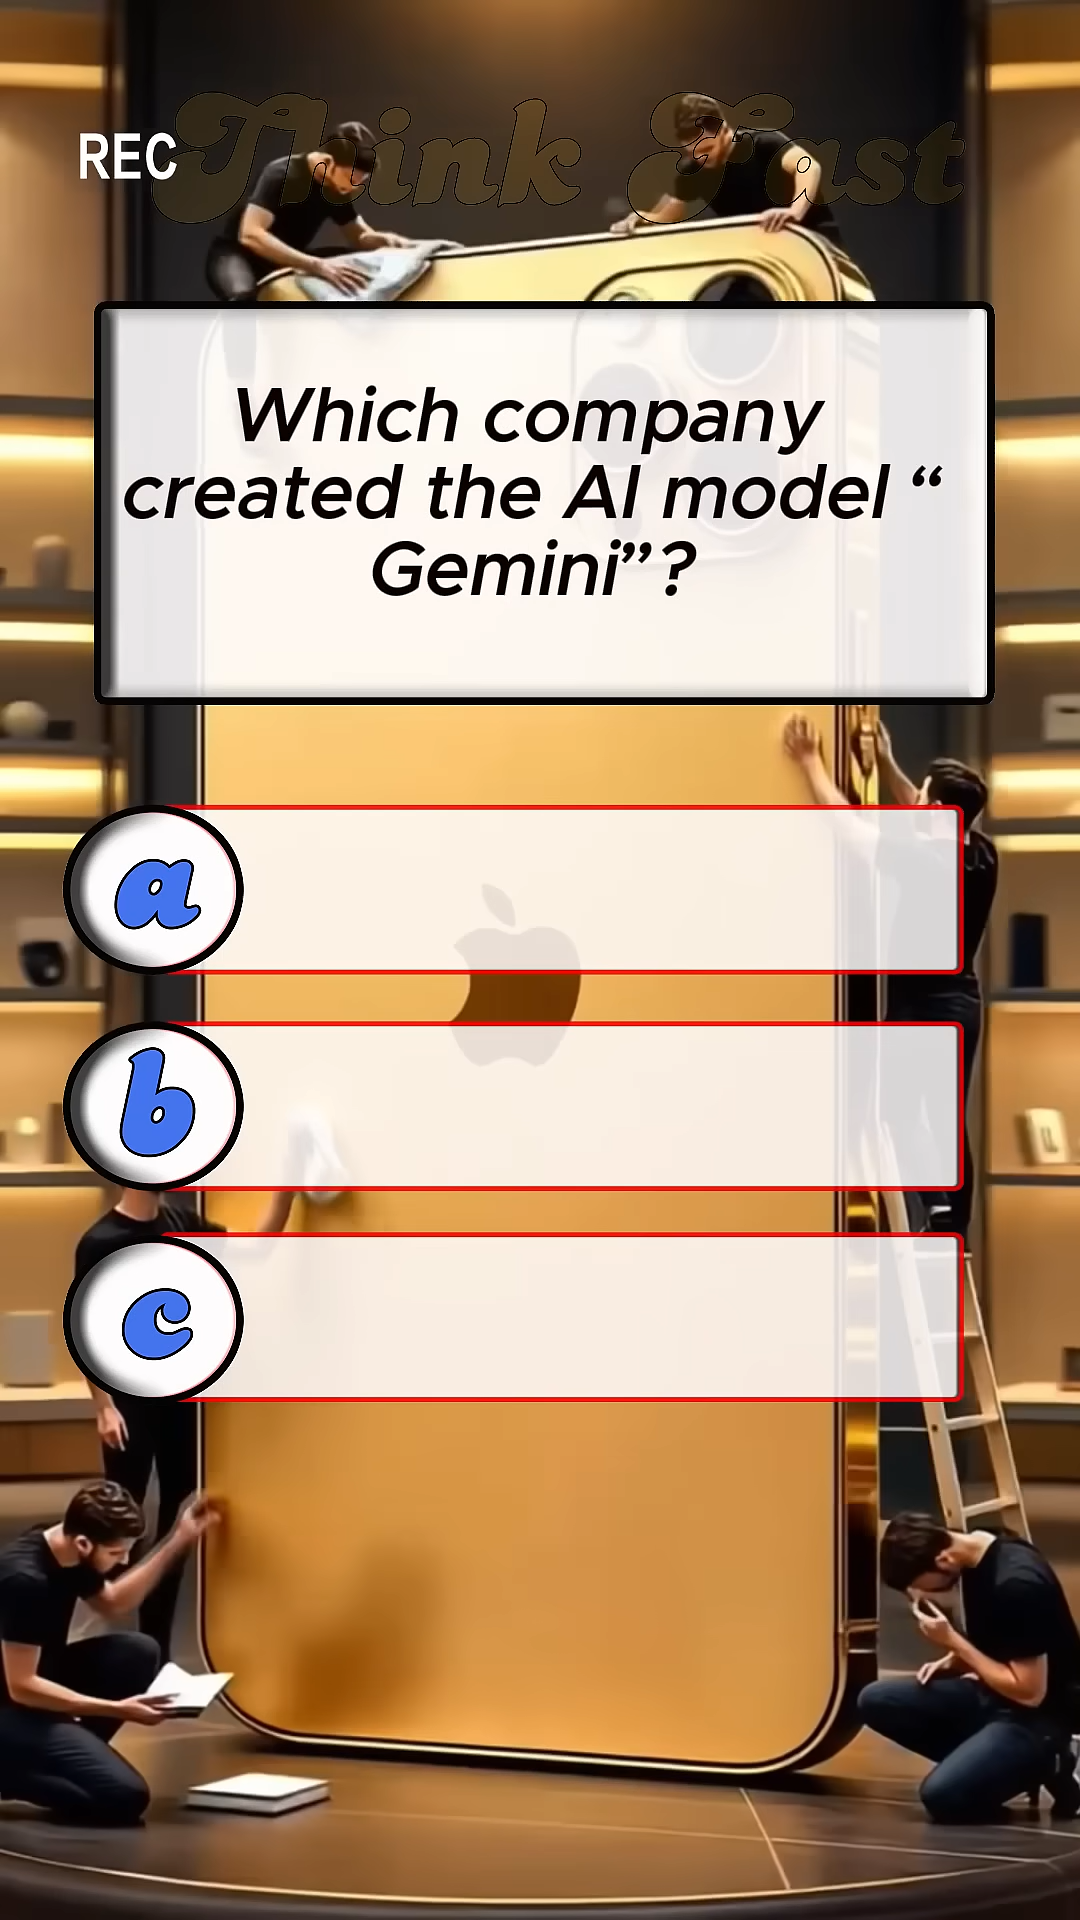 Think Fast
REC
Which company
created the AI model “
Gemini”?
a
b
c